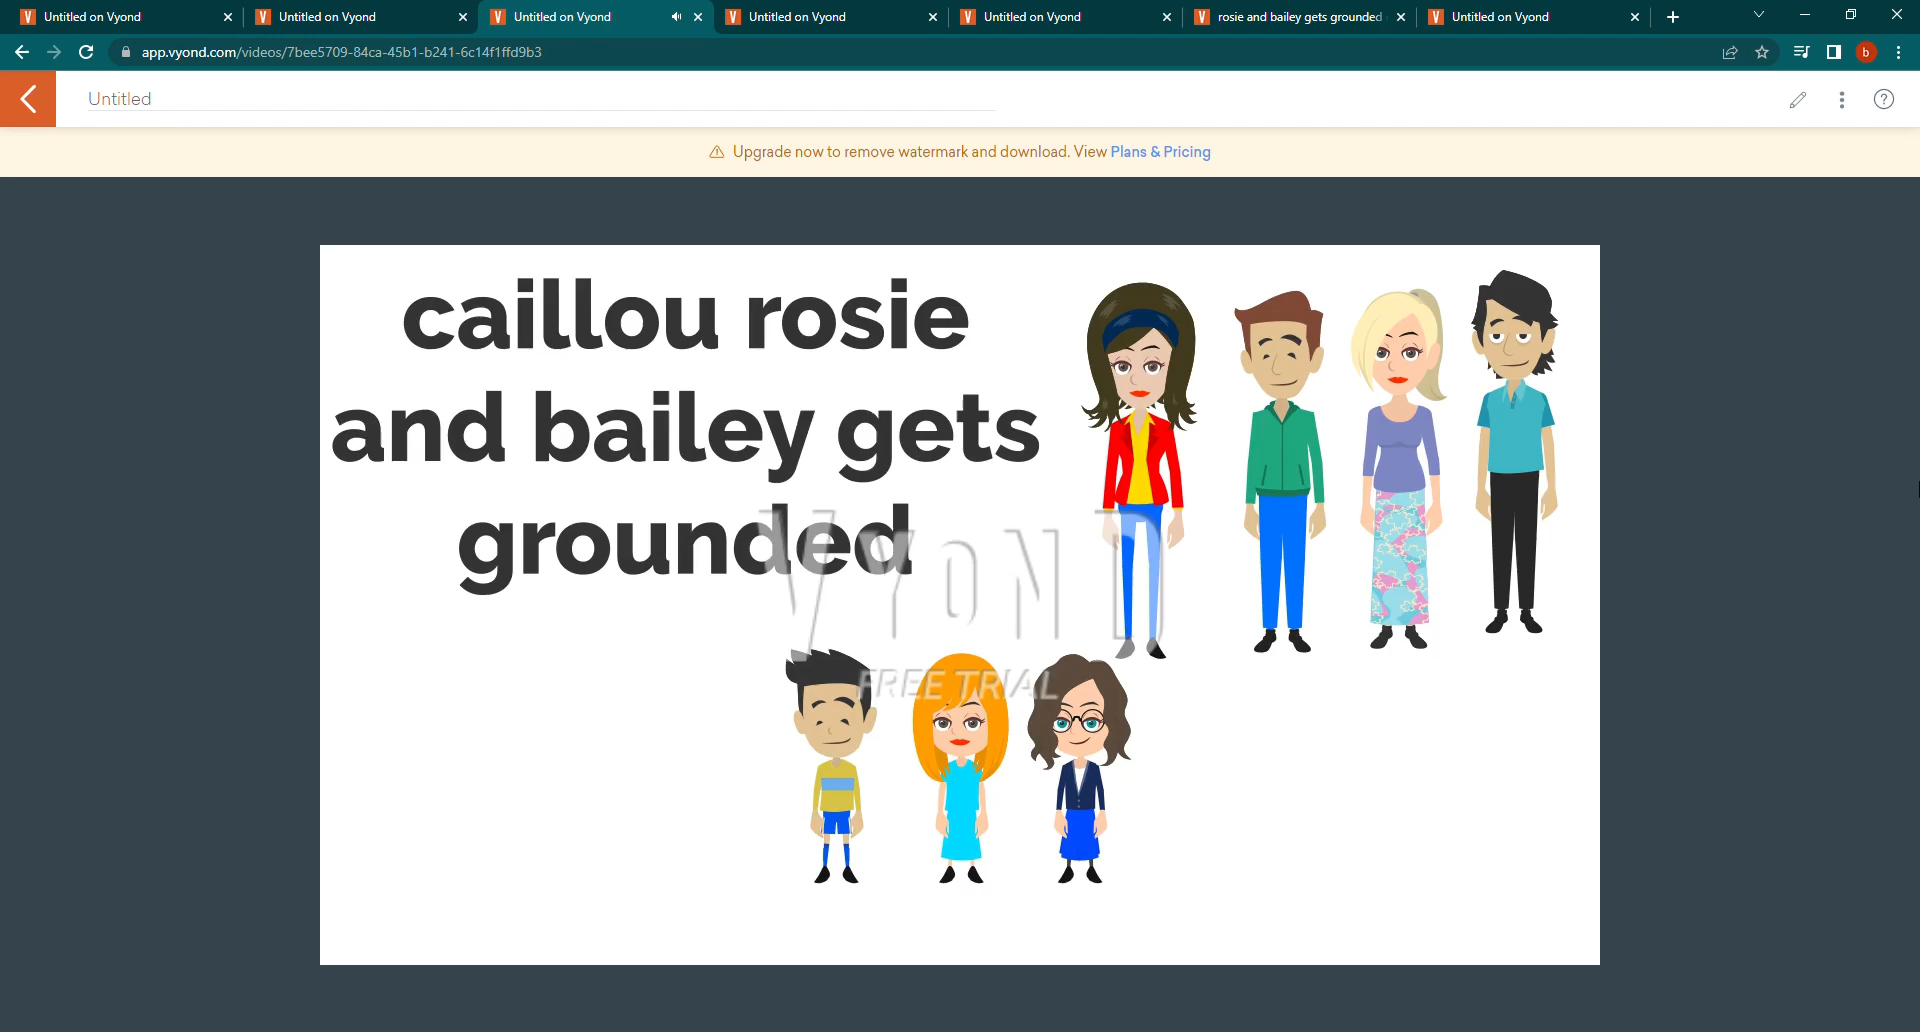 Untitled on Vyond
Untitled on Vyond
Untitled on Vyond
Untitled on Vyond
Untitled on Vyond
rosie and bailey gets grounded
Untitled on Vyond
app.vyond.com/videos/7bee5709-84ca-45b1-b241-6c14f1ffd9b3
b
Untitled
Upgrade now to remove watermark and download. View Plans & Pricing
caillou rosie
and bailey gets
grounded
VYOND
FREE TRIAL